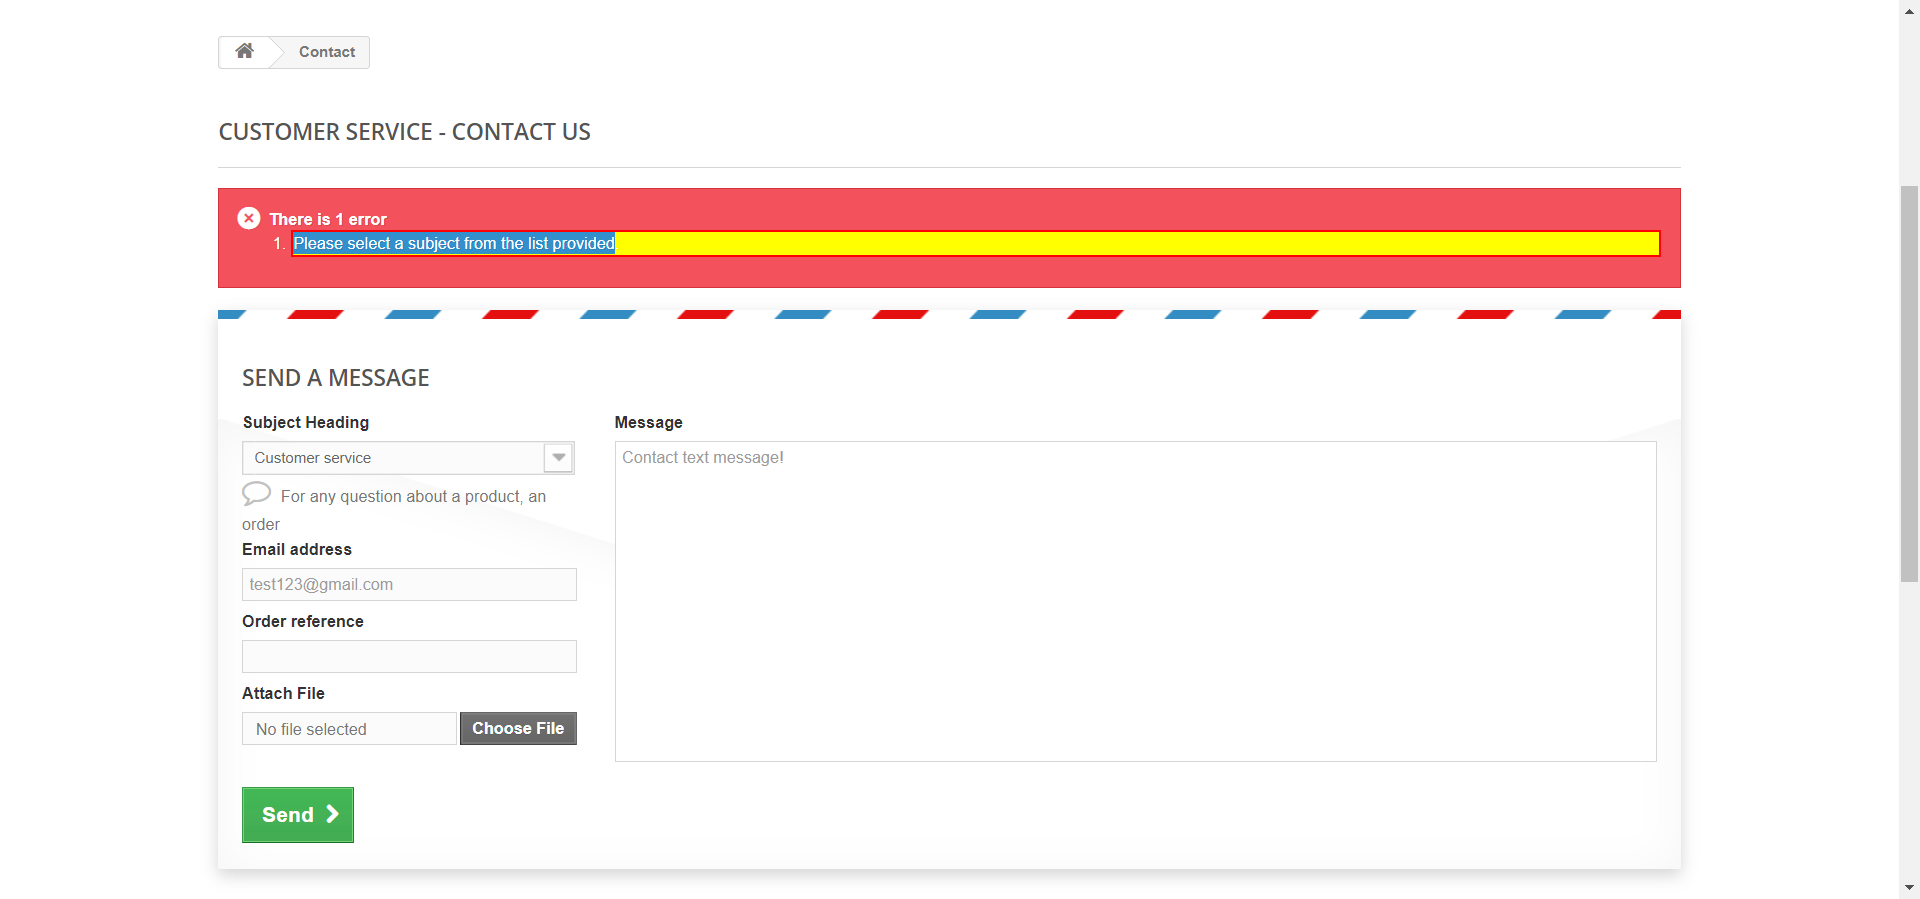 Contact
CUSTOMER SERVICE - CONTACT US
There is 1 error
1. Please select a subject from the list provided.
SEND A MESSAGE
Subject Heading
Customer service
For any question about a product, an
order
Email address
test123@gmail.com
Order reference
Attach File
No file selected
Choose File
Message
Contact text message!
Send